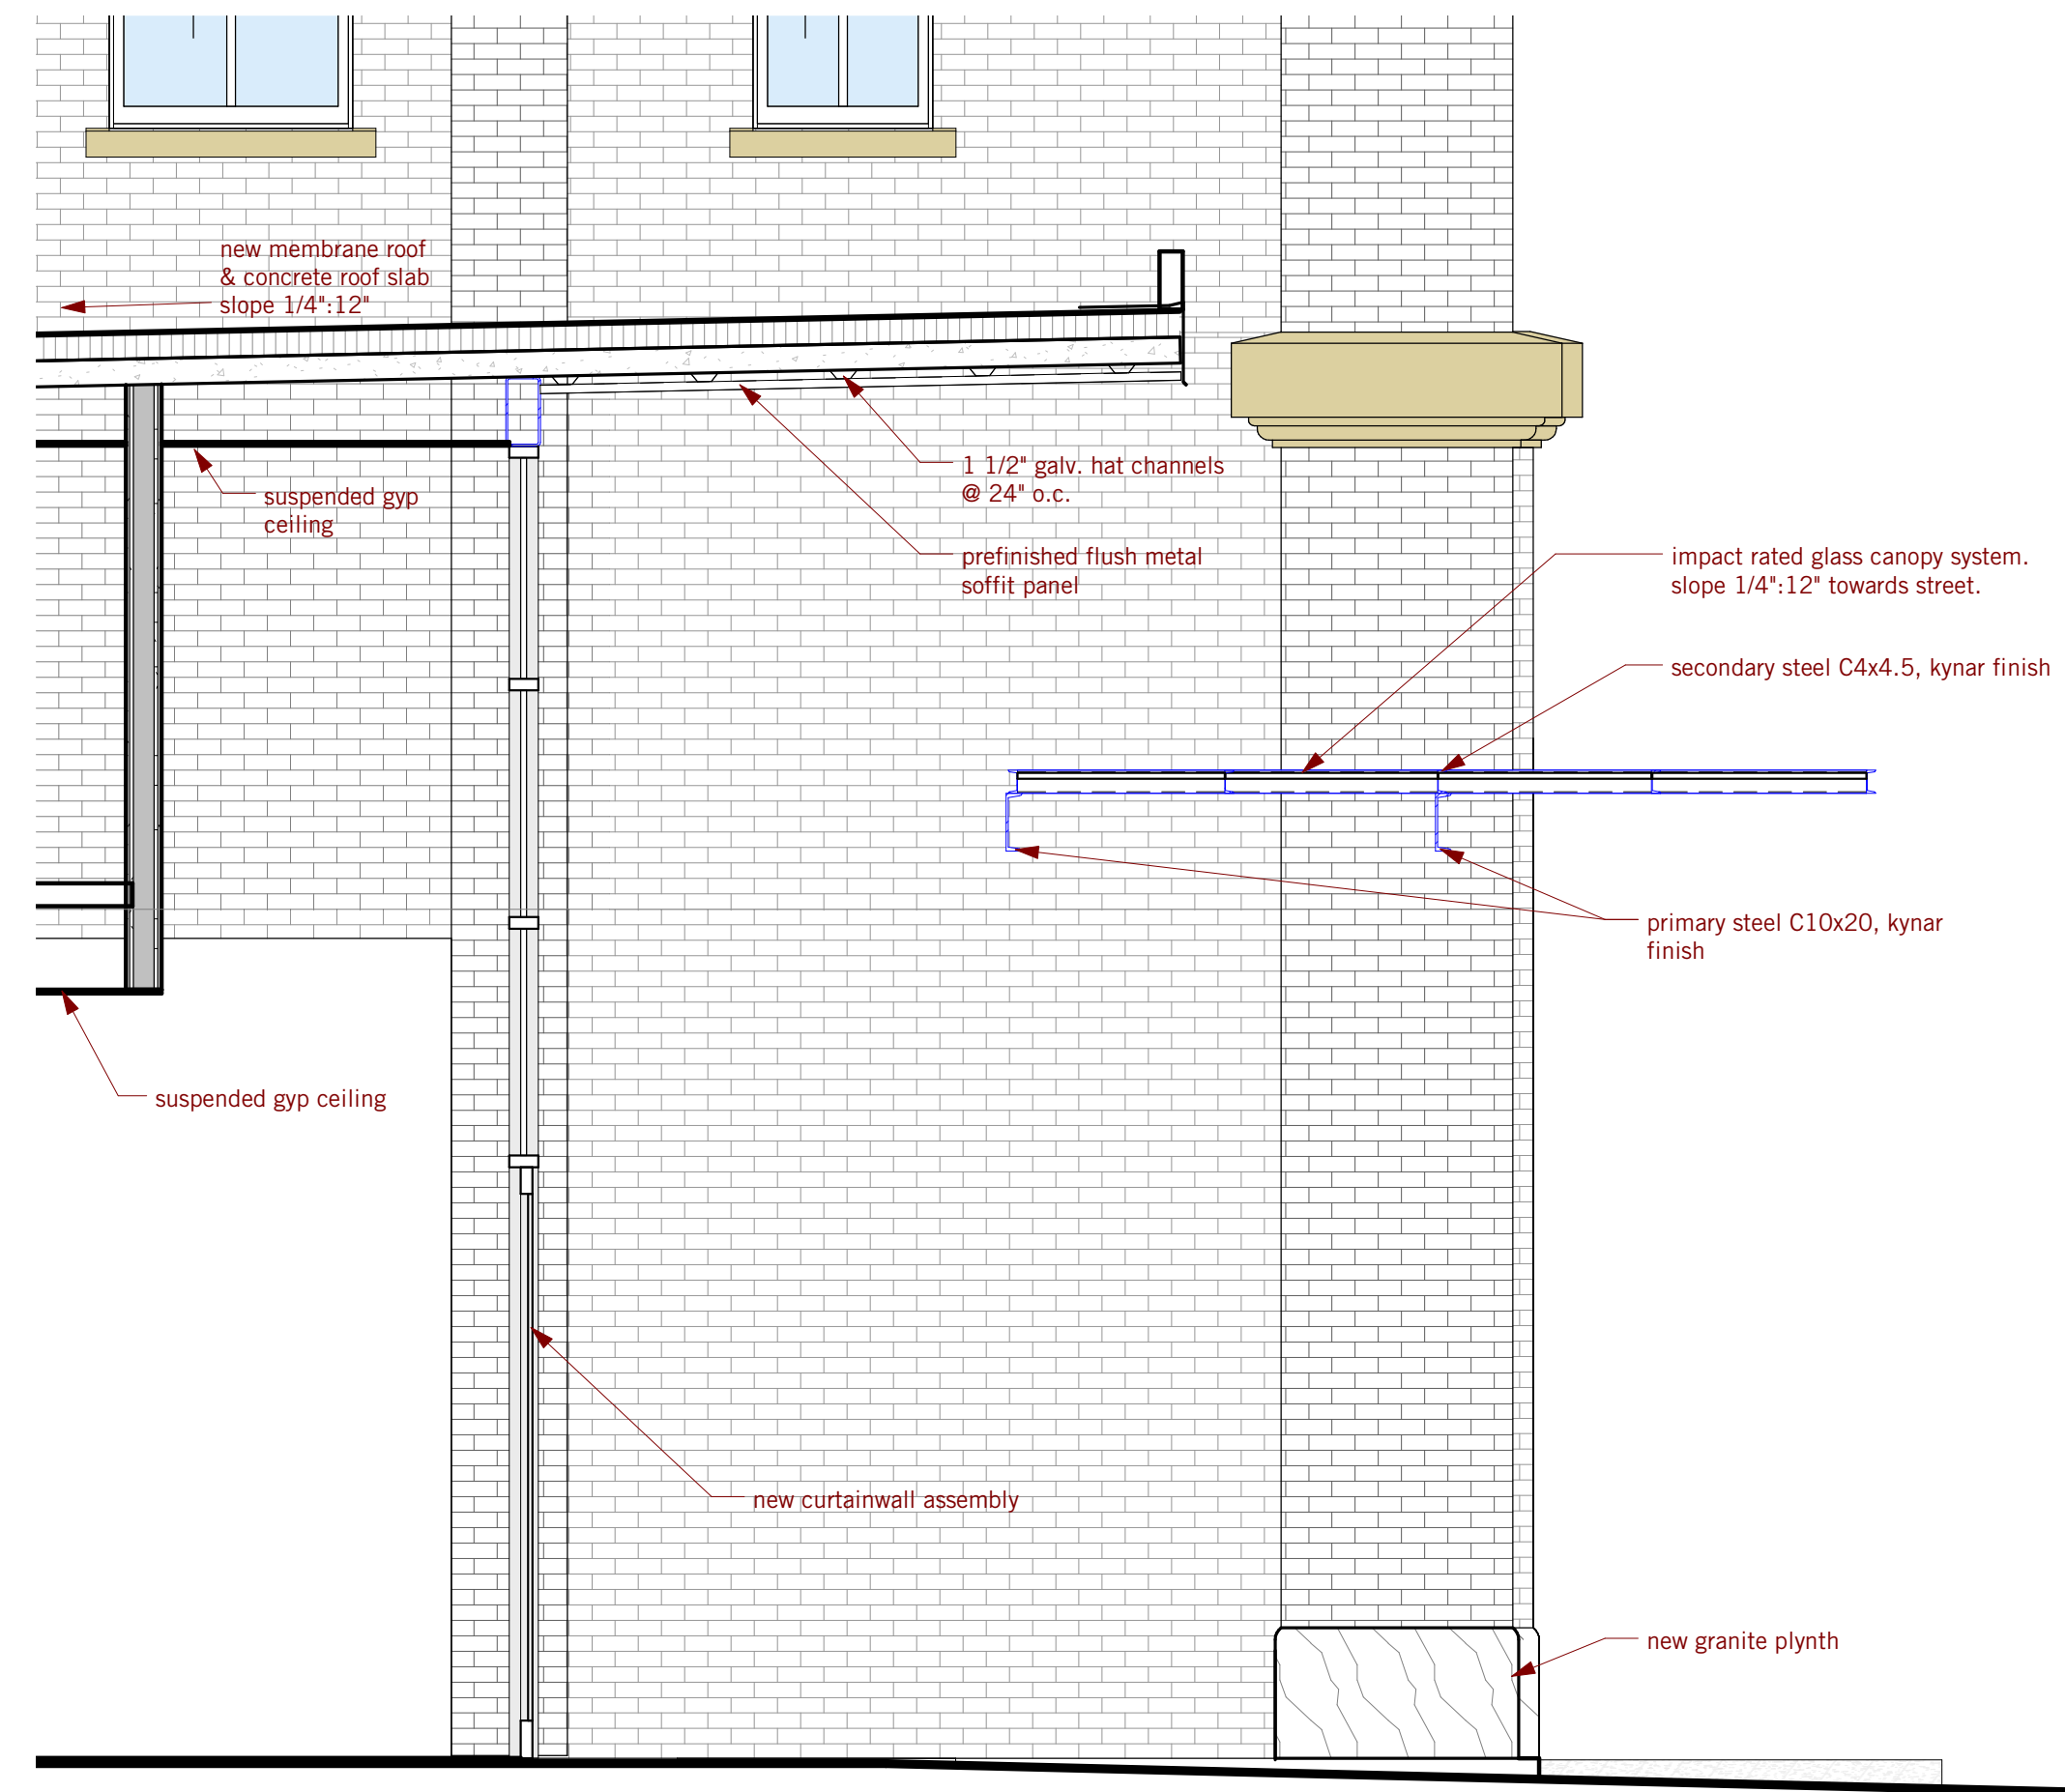 new membrane roof
& concrete roof slab
slope 1/4":12"
suspended gyp
ceiling
1 1/2" galv. hat channels
@ 24" o.c.
prefinished flush metal
soffit panel
impact rated glass canopy system.
slope 1/4":12" towards street.
secondary steel C4x4.5, kynar finish
primary steel C10x20, kynar
finish
suspended gyp ceiling
new curtainwall assembly
new granite plynth